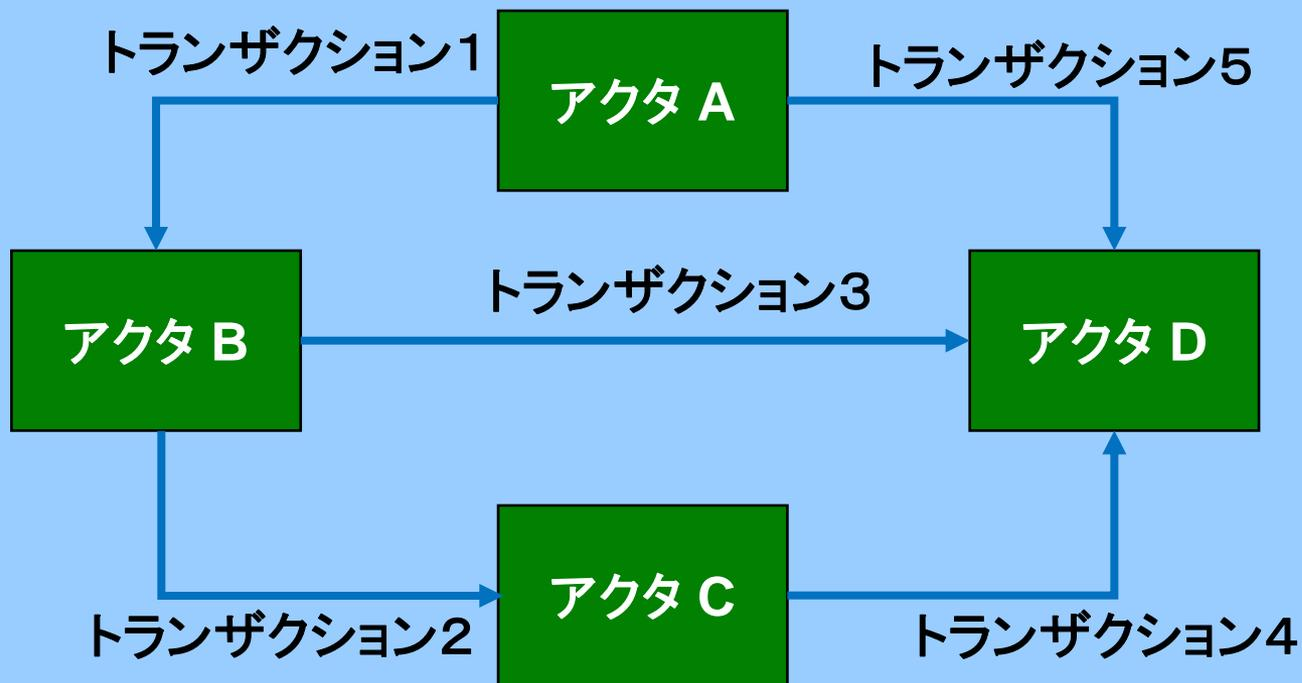 トランザクション１
アクタ A
トランザクション５
アクタ B
トランザクション３
アクタ D
トランザクション２
アクタ C
トランザクション４